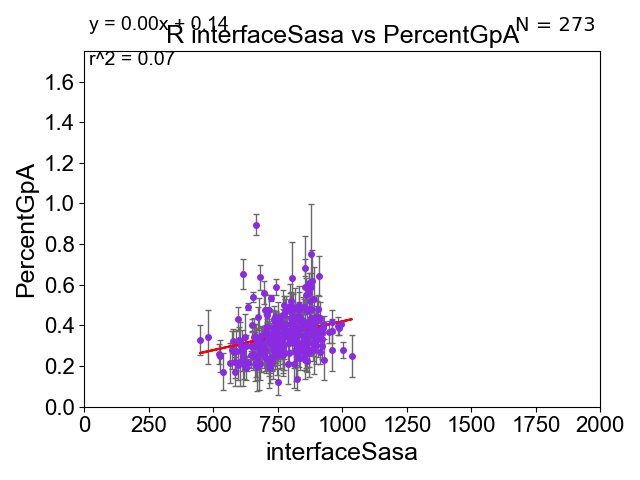 y = 0.00x + 0.14
N = 273
R interfaceSasa vs PercentGpA
r^2 = 0.07
PercentGpA
1.6
1.4
1.2
1.0
0.8
0.6
0.4
0.2
0.0
0 250 500 750 1000 1250 1500 1750 2000
interfaceSasa